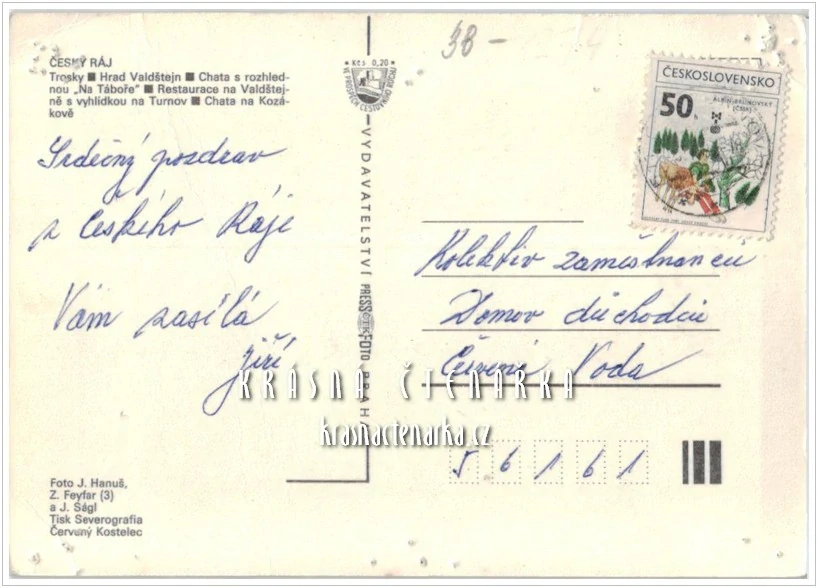 38 -
ČESKÝ RÁJ
Trosky ■ Hrad Valdštejn ■ Chata s rozhled-
nou „Na Táboře" ■ Restaurace na Valdštej-
ně s vyhlídkou na Turnov ■ Chata na Kozá-
kově
Kčs 0,20
ČESKOSLOVENSKO
50 h
Srdečný pozdrav
z Českého Ráje
Vám zasílá
Jiří
VYDAVATELSTVÍ PRESSFOTO PRAHA
Kolektiv zaměstnanců
Domov důchodců
Červená Voda
KRÁSNÁ ČTENÁŘKA
krasnactenarka.cz
56161
Foto J. Hanuš,
Z. Feyfar (3)
a J. Ságl
Tisk Severografia
Červený Kostelec